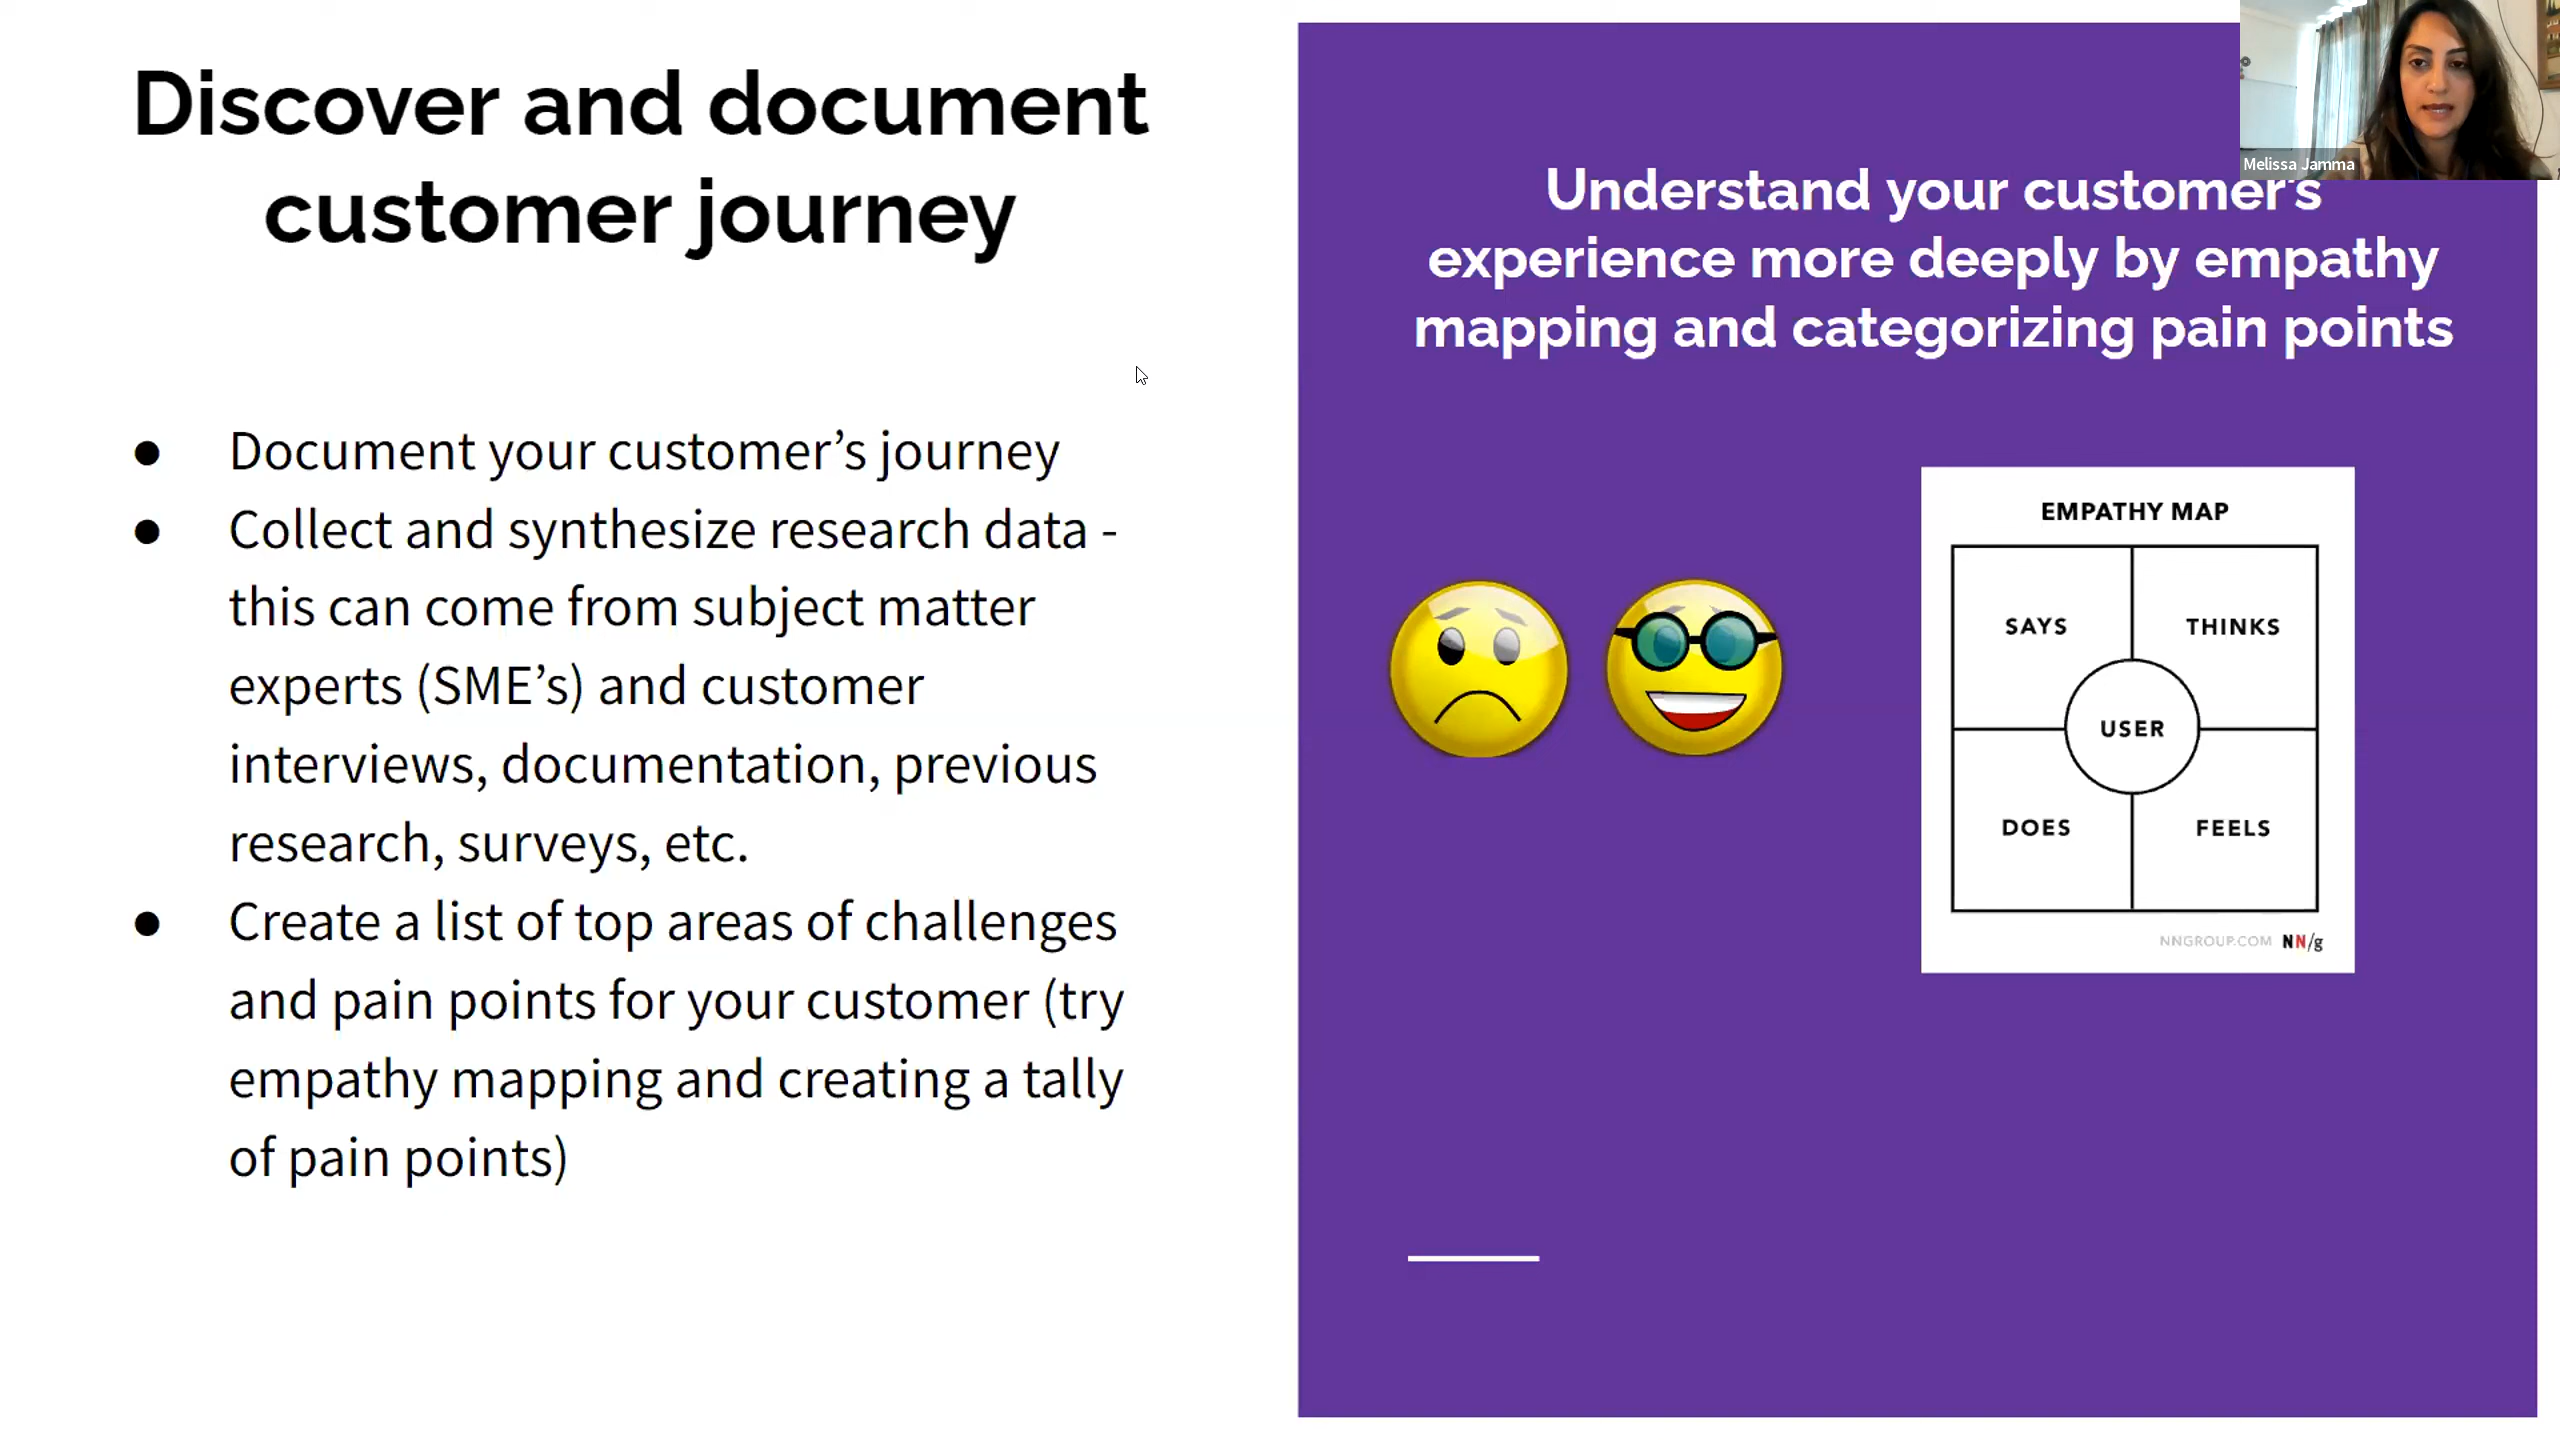 Discover and document
customer journey
● Document your customer’s journey
● Collect and synthesize research data -
this can come from subject matter
experts (SME’s) and customer
interviews, documentation, previous
research, surveys, etc.
● Create a list of top areas of challenges
and pain points for your customer (try
empathy mapping and creating a tally
of pain points)
Melissa Jamma
Understand your customer’s
experience more deeply by empathy
mapping and categorizing pain points
EMPATHY MAP
SAYS
THINKS
USER
DOES
FEELS
NNGROUP.COM NN/g